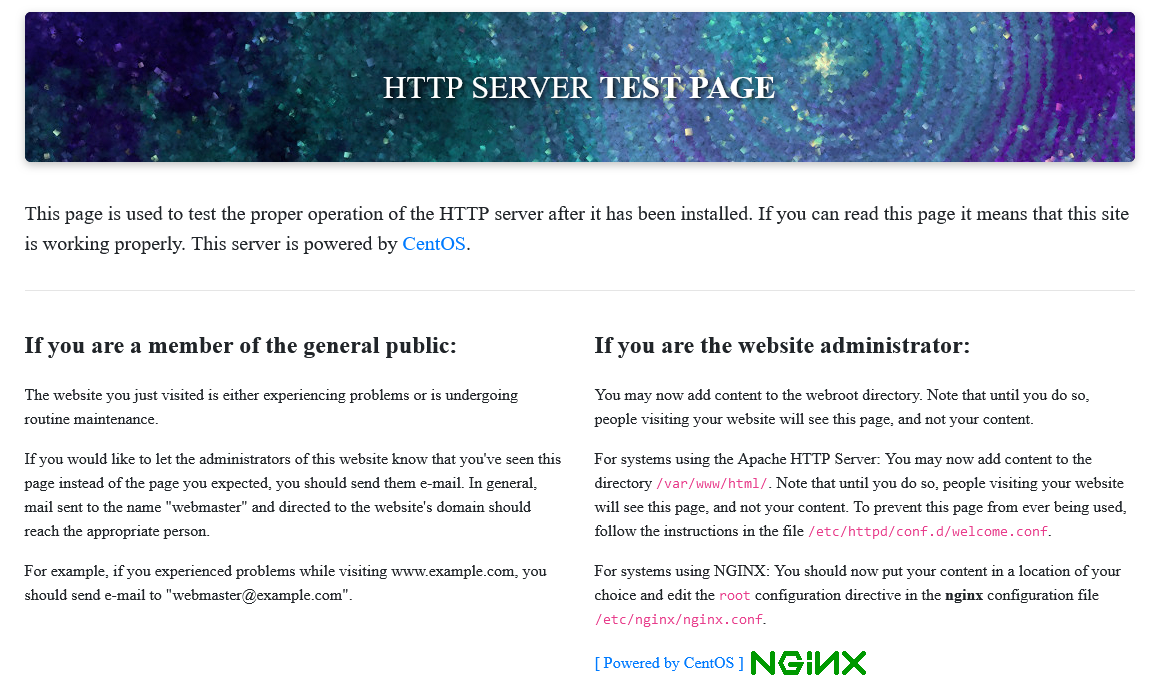 HTTP SERVER TEST PAGE
This page is used to test the proper operation of the HTTP server after it has been installed. If you can read this page it means that this site
is working properly. This server is powered by CentOS.
If you are a member of the general public:
The website you just visited is either experiencing problems or is undergoing
routine maintenance.
If you would like to let the administrators of this website know that you've seen this
page instead of the page you expected, you should send them e-mail. In general,
mail sent to the name "webmaster" and directed to the website's domain should
reach the appropriate person.
For example, if you experienced problems while visiting www.example.com, you
should send e-mail to "webmaster@example.com".
If you are the website administrator:
You may now add content to the webroot directory. Note that until you do so,
people visiting your website will see this page, and not your content.
For systems using the Apache HTTP Server: You may now add content to the
directory /var/www/html/. Note that until you do so, people visiting your website
will see this page, and not your content. To prevent this page from ever being used,
follow the instructions in the file /etc/httpd/conf.d/welcome.conf.
For systems using NGINX: You should now put your content in a location of your
choice and edit the root configuration directive in the nginx configuration file
/etc/nginx/nginx.conf.
[ Powered by CentOS ] NGiNX